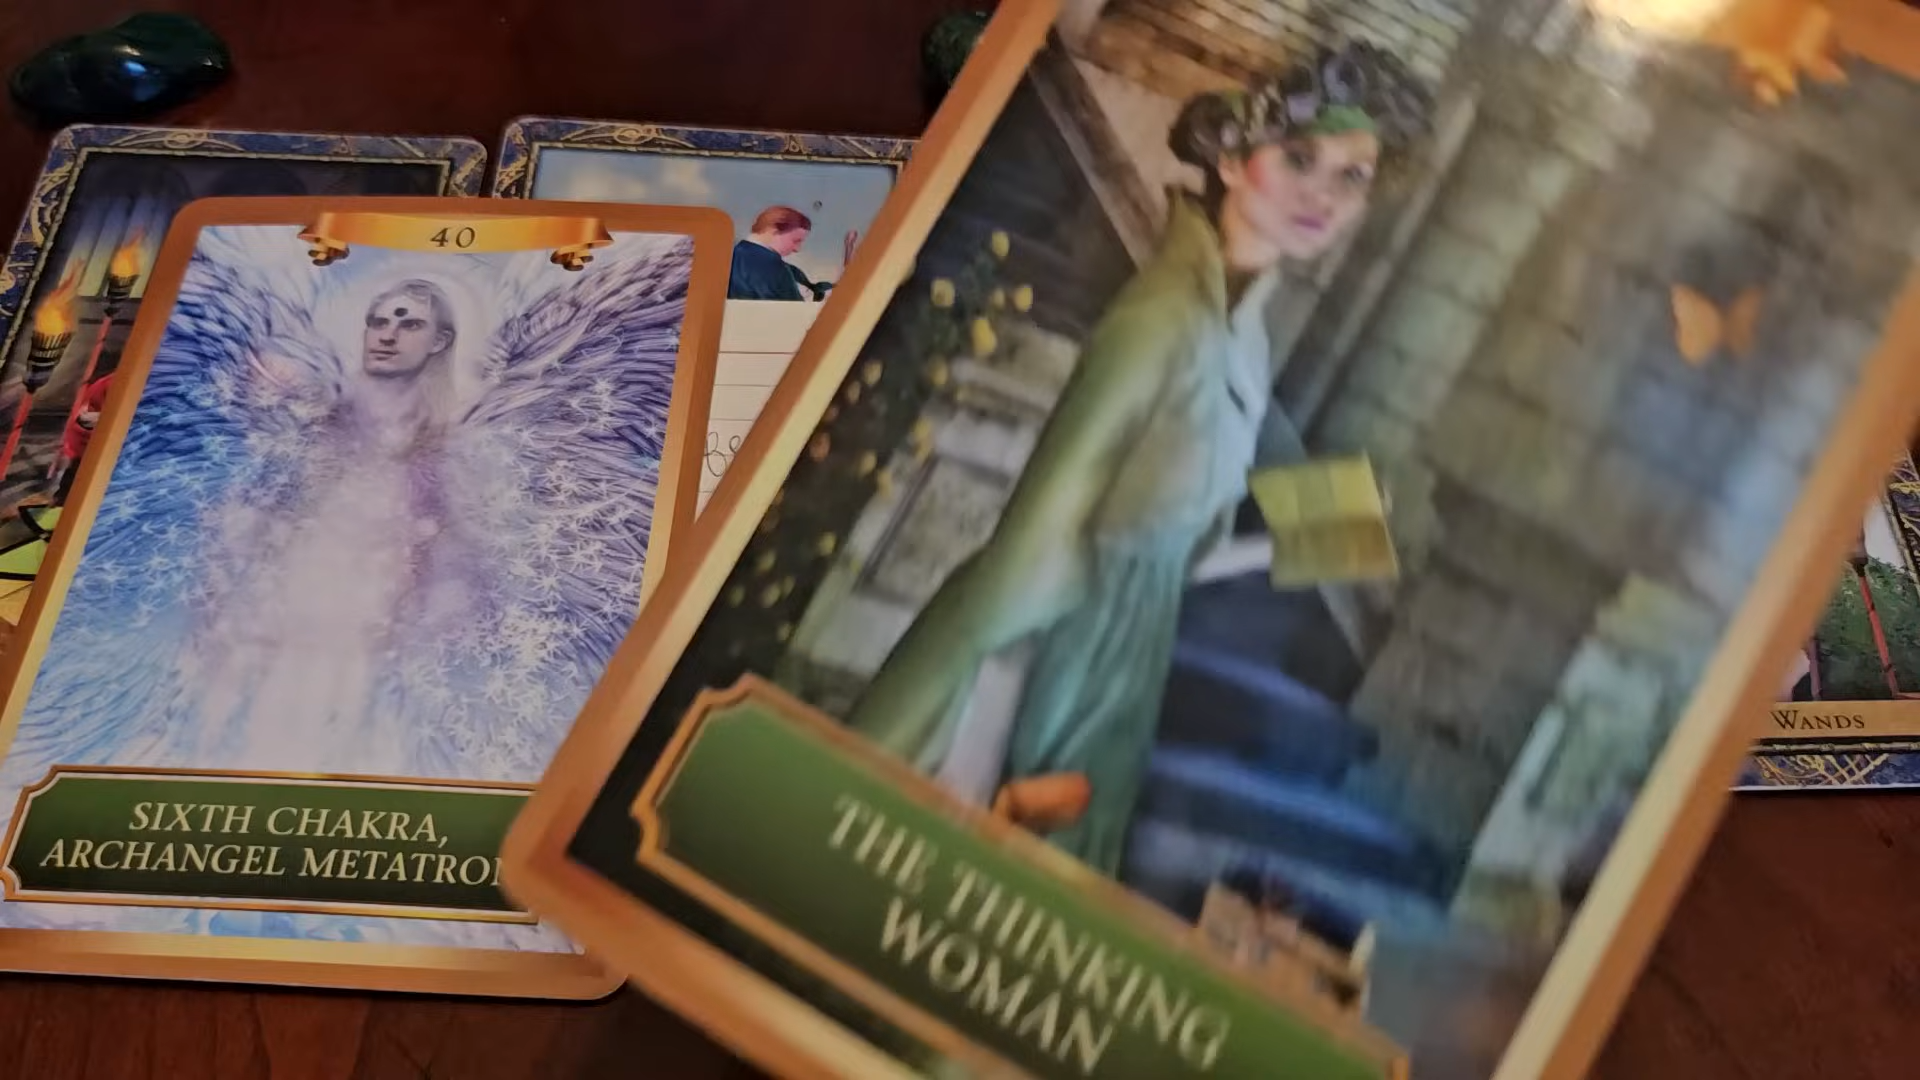 40
SIXTH CHAKRA,
ARCHANGEL METATRON
THE THINKING
WOMAN
WANDS